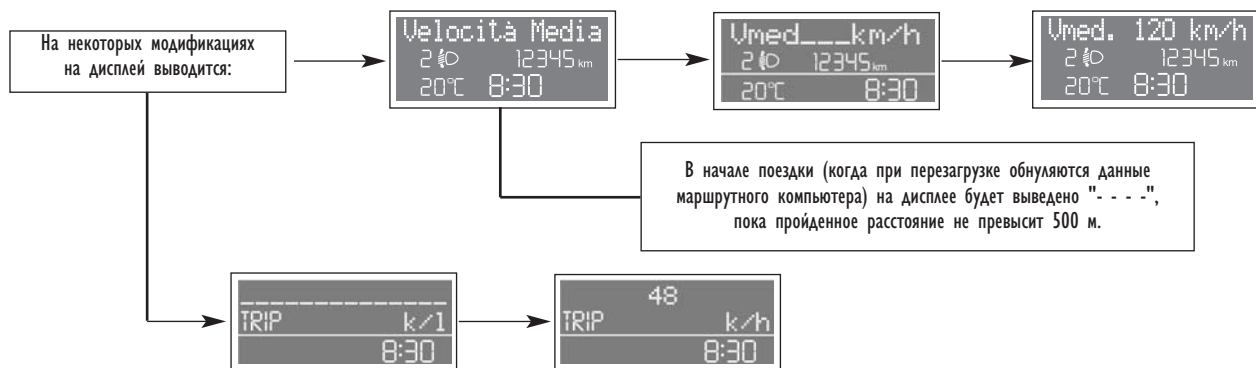 На некоторых модификациях
на дисплей выводится:
Velocità Media
2 12345 km
20°C 8:30
Vmed___km/h
2 12345 km
20°C 8:30
Vmed. 120 km/h
2 12345 km
20°C 8:30
В начале поездки (когда при перезагрузке обнуляются данные
маршрутного компьютера) на дисплее будет выведено "- - - -",
пока пройденное расстояние не превысит 500 м.
_____________
TRIP k/l
8:30
48
TRIP k/h
8:30